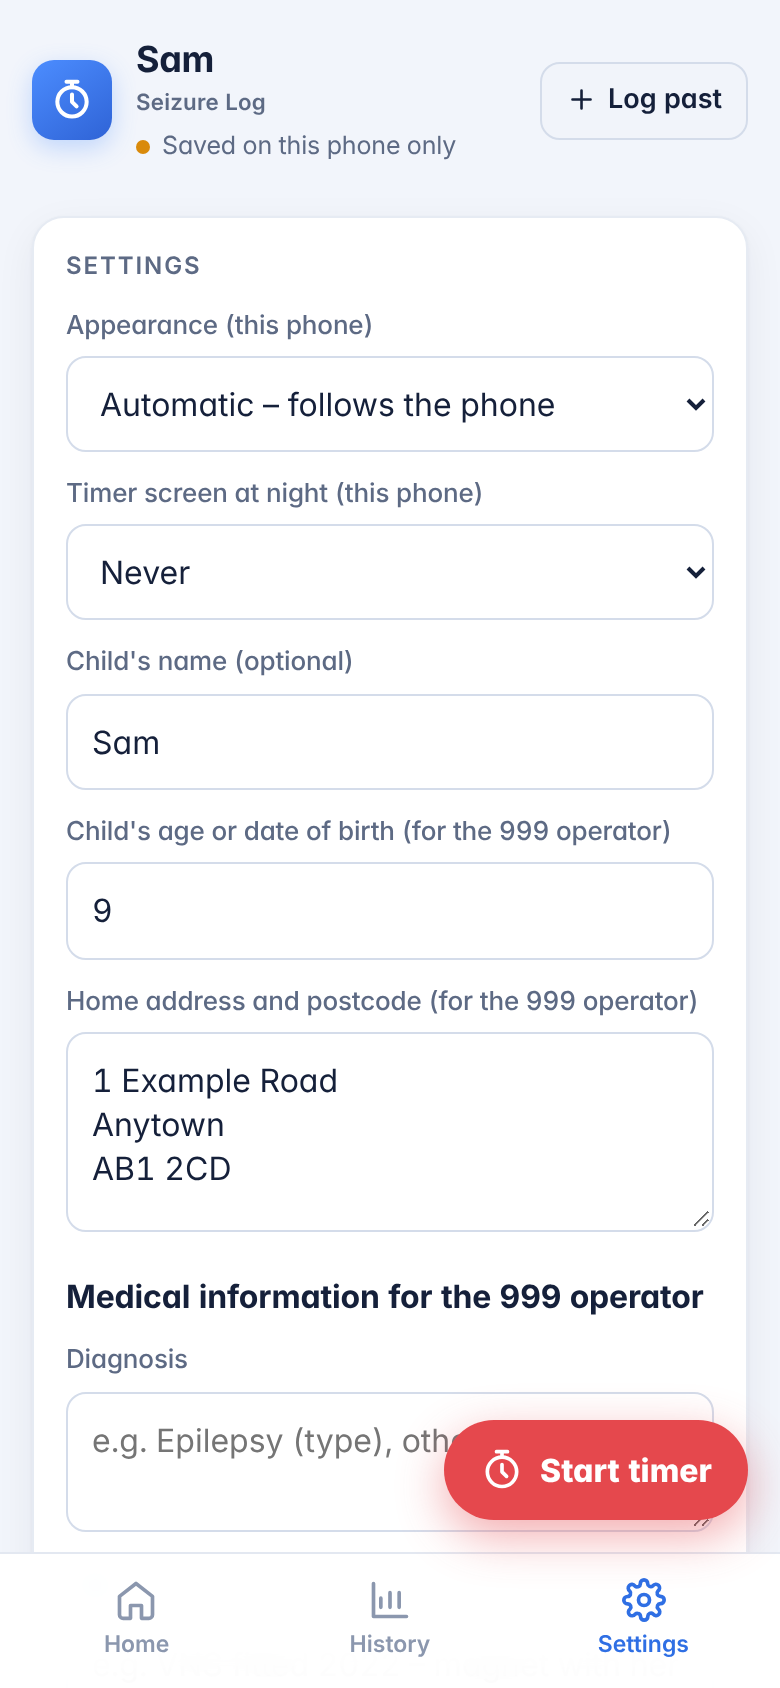 Sam
Seizure Log
Saved on this phone only
Log past
SETTINGS
Appearance (this phone)
Automatic – follows the phone
Timer screen at night (this phone)
Never
Child's name (optional)
Sam
Child's age or date of birth (for the 999 operator)
9
Home address and postcode (for the 999 operator)
1 Example Road
Anytown
AB1 2CD
Medical information for the 999 operator
Diagnosis
e.g. Epilepsy (type),
Start timer
Home
History
Settings